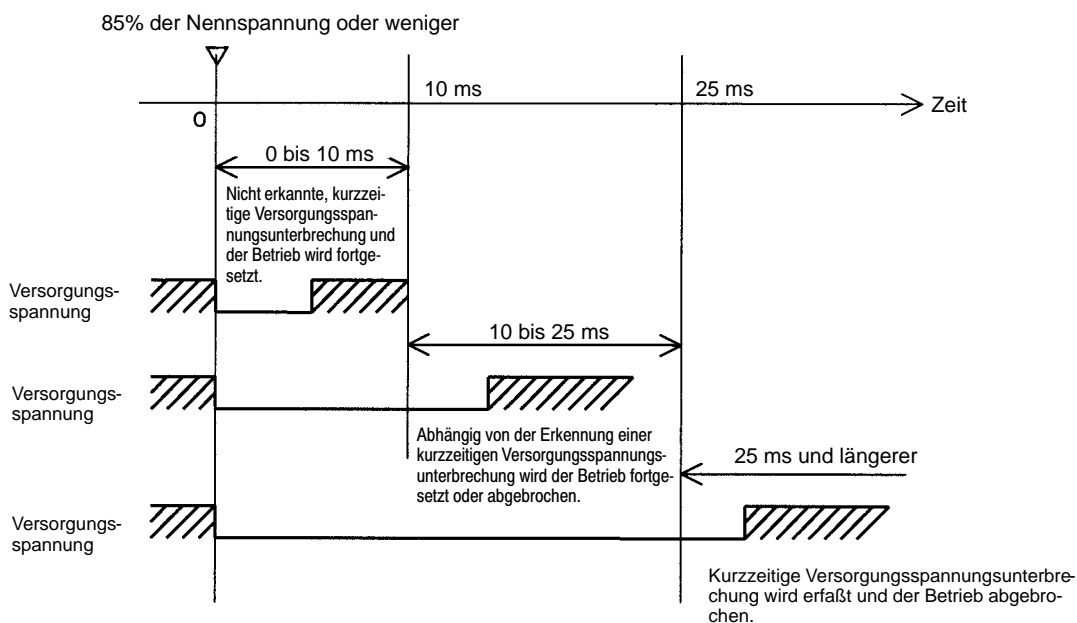 85% der Nennspannung oder weniger
10 ms
25 ms
Zeit
0
0 bis 10 ms
Nicht erkannte, kurzzei-
tige Versorgungsspan-
nungsunterbrechung und
der Betrieb wird fortge-
setzt.
Versorgungs-
spannung
10 bis 25 ms
Versorgungs-
spannung
Abhängig von der Erkennung einer
kurzzeitigen Versorgungsspannungs-
unterbrechung wird der Betrieb fortge-
setzt oder abgebrochen.
25 ms und längerer
Versorgungs-
spannung
Kurzzeitige Versorgungsspannungsunterbre-
chung wird erfaßt und der Betrieb abgebro-
chen.